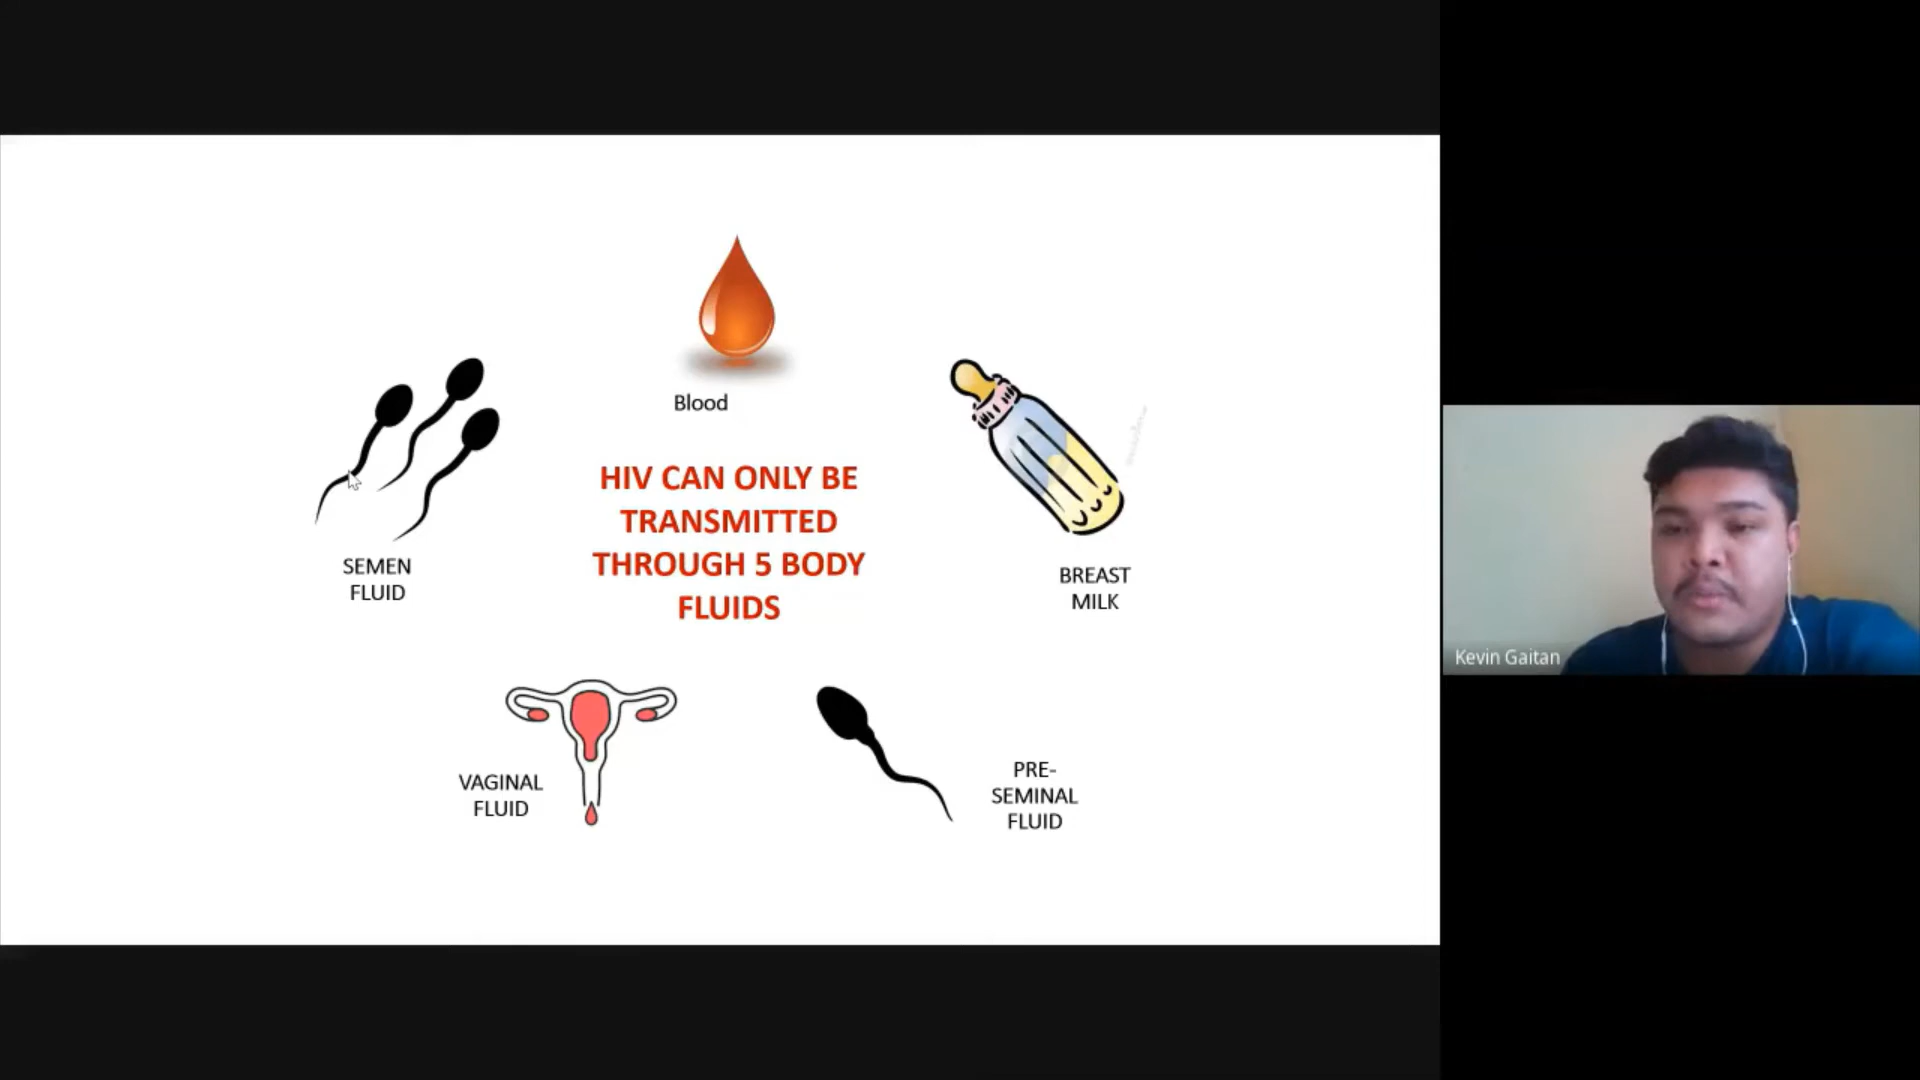 Blood
HIV CAN ONLY BE
TRANSMITTED
THROUGH 5 BODY
FLUIDS
SEMEN
FLUID
BREAST
MILK
VAGINAL
FLUID
PRE-
SEMINAL
FLUID
Kevin Gaitan